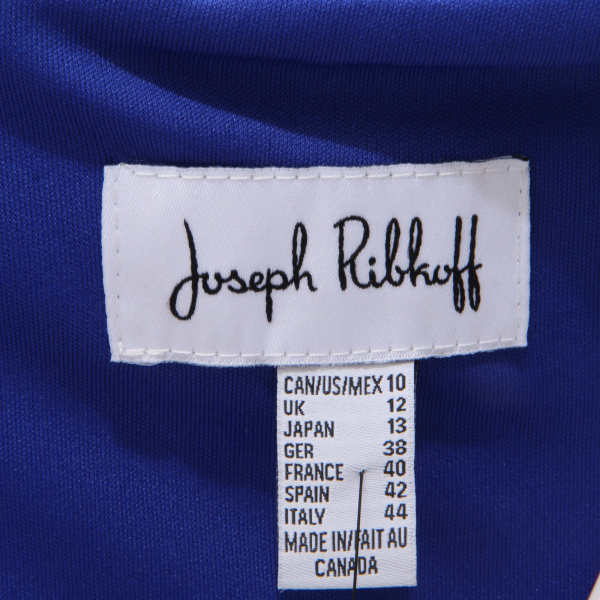 Joseph Ribkoff
CAN/US/MEX 10
UK 12
JAPAN 13
GER 38
FRANCE 40
SPAIN 42
ITALY 44
MADE IN/FAIT AU
CANADA